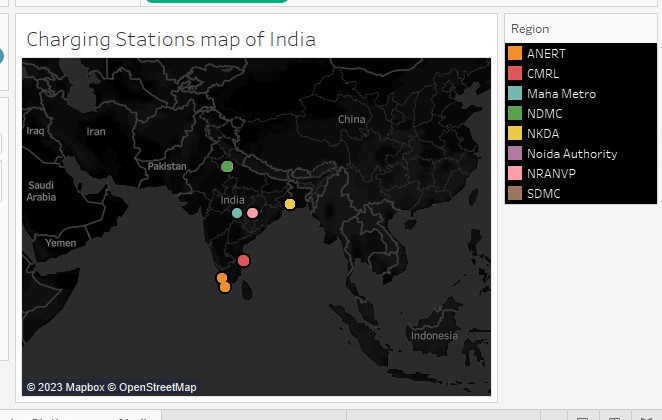 Charging Stations map of India
Region
ANERT
CMRL
Maha Metro
NDMC
NKDA
Noida Authority
NRANVP
SDMC
China
Iraq
Iran
Pakistan
Saudi
Arabia
India
Yemen
Indonesia
© 2023 Mapbox © OpenStreetMap